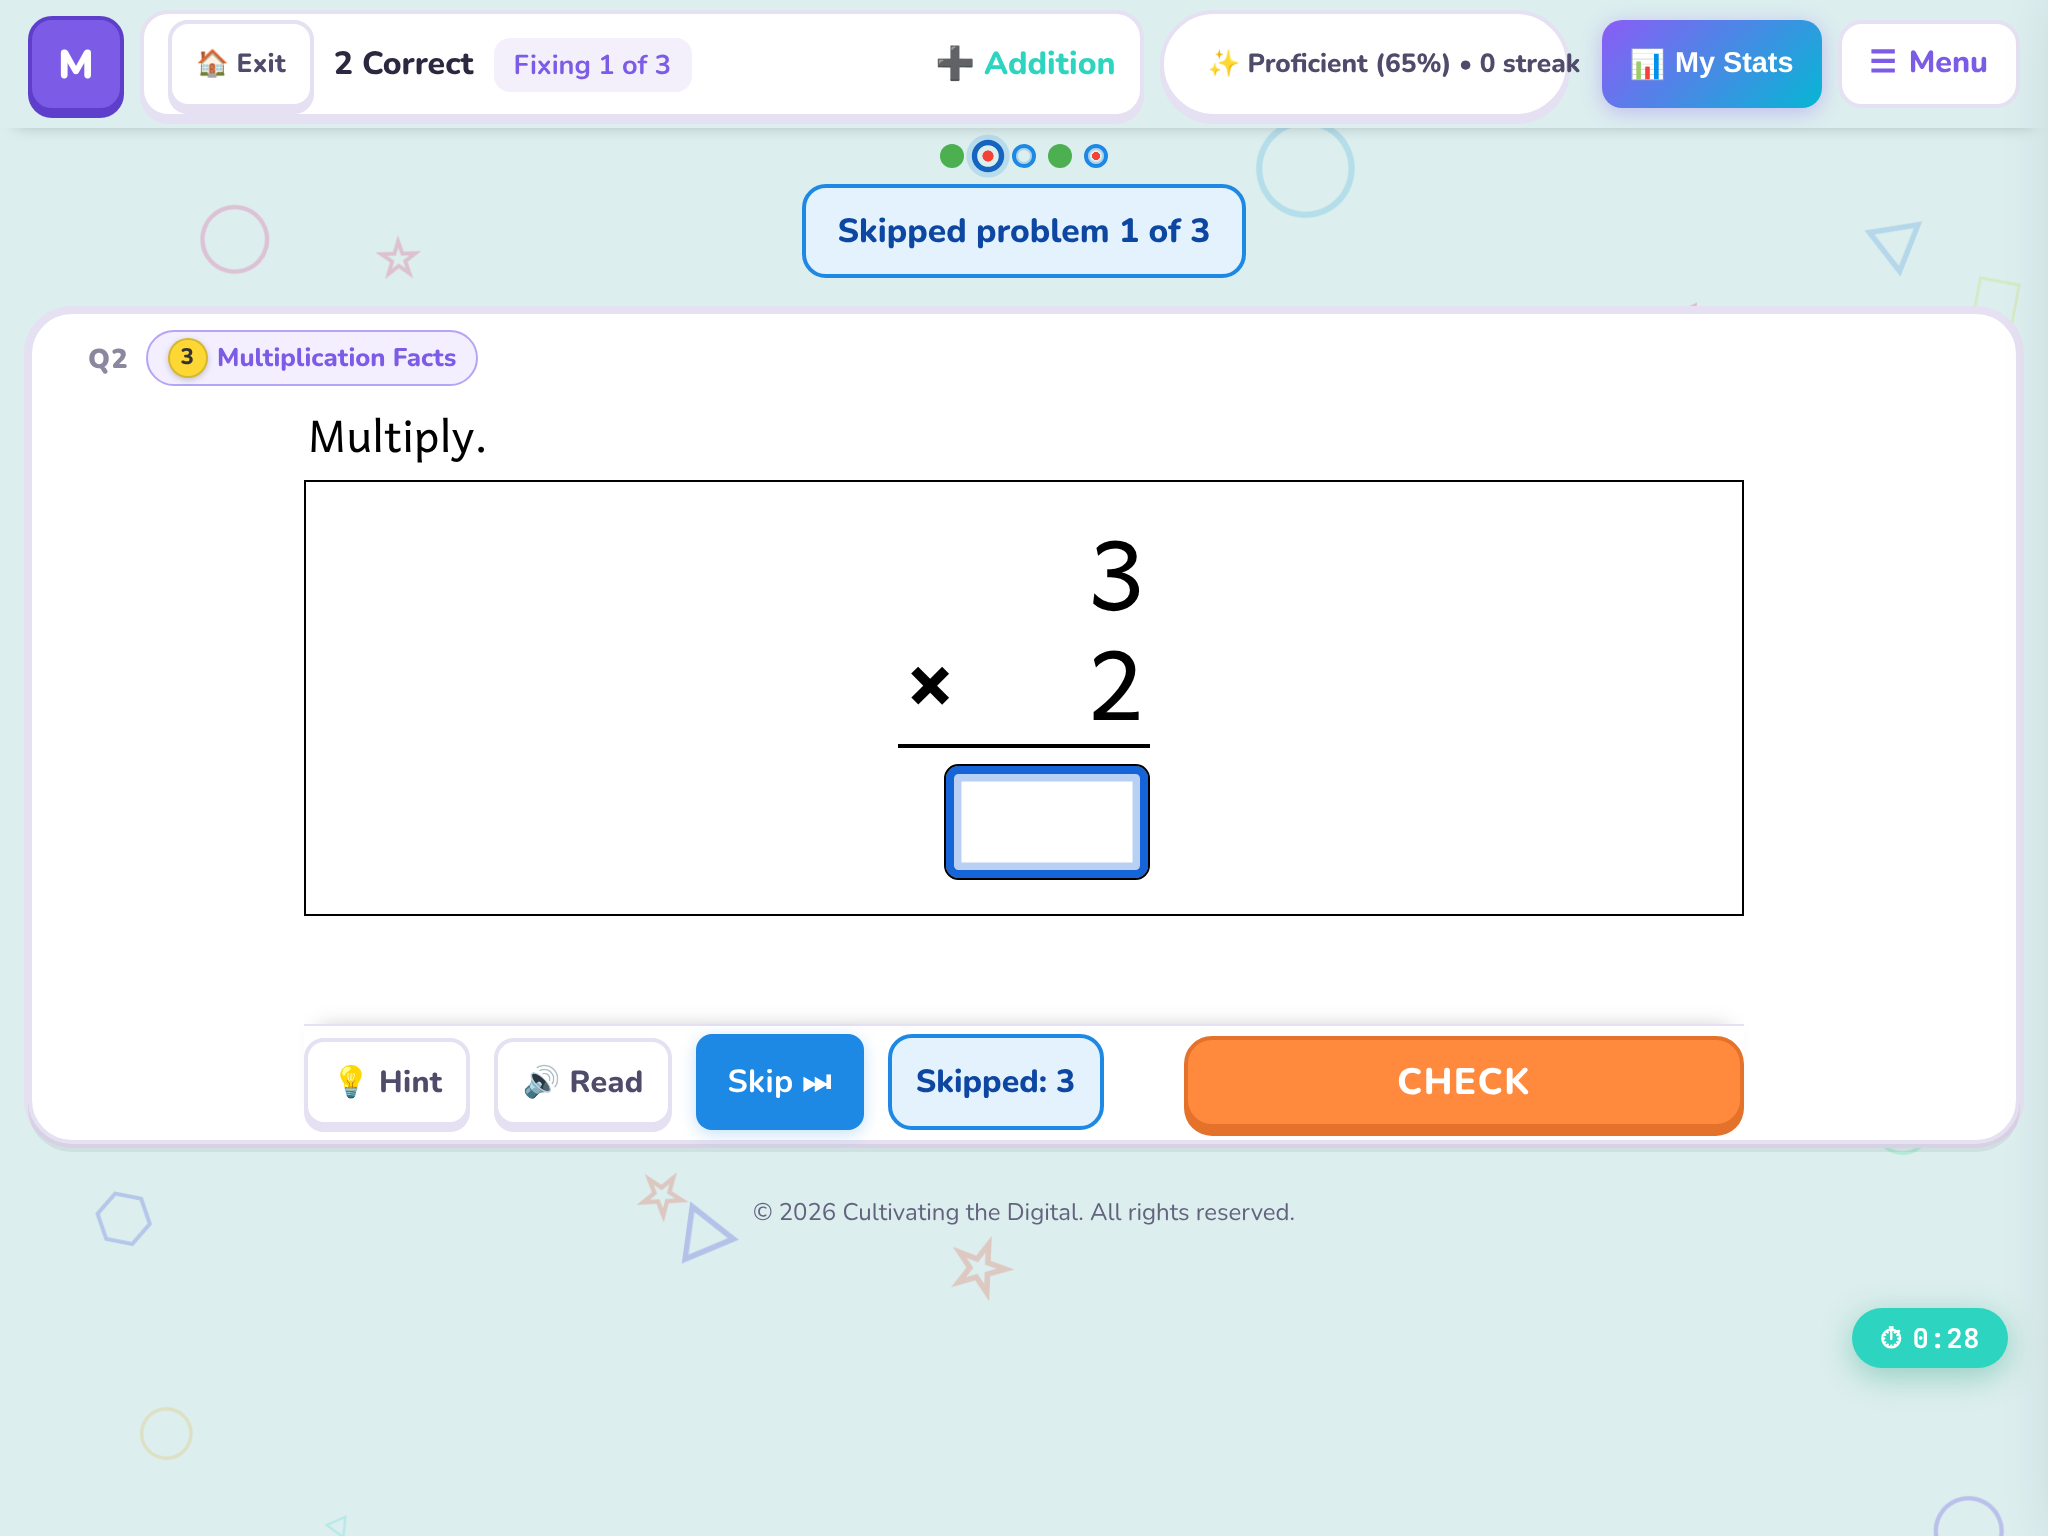 M
🏠 Exit
2 Correct
Fixing 1 of 3
➕ Addition
✨ Proficient (65%) • 0 streak
📊 My Stats
☰ Menu
Skipped problem 1 of 3
Q2
3 Multiplication Facts
Multiply.
3
× 2
💡 Hint
🔊 Read
Skip ⏭
Skipped: 3
CHECK
© 2026 Cultivating the Digital. All rights reserved.
⏱ 0:28